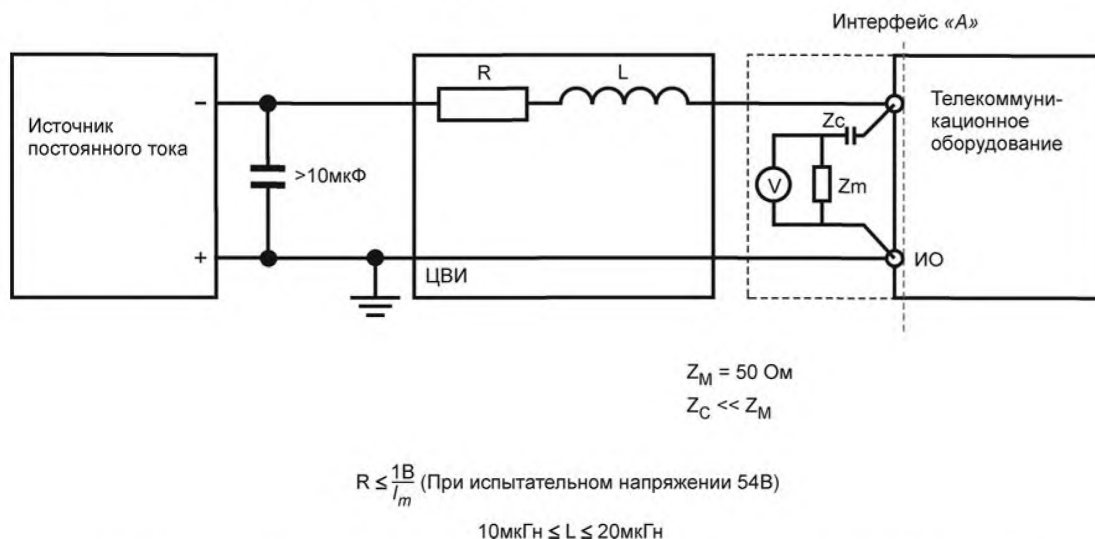 Интерфейс «А»
R
L
Источник
постоянного тока
−
+
>10мкФ
ЦВИ
Zc
V
Zm
ИО
Телекоммуни-
кационное
оборудование
Z_M = 50 Ом
Z_C << Z_M
R ≤ 1В/I_m (При испытательном напряжении 54В)
10мкГн ≤ L ≤ 20мкГн